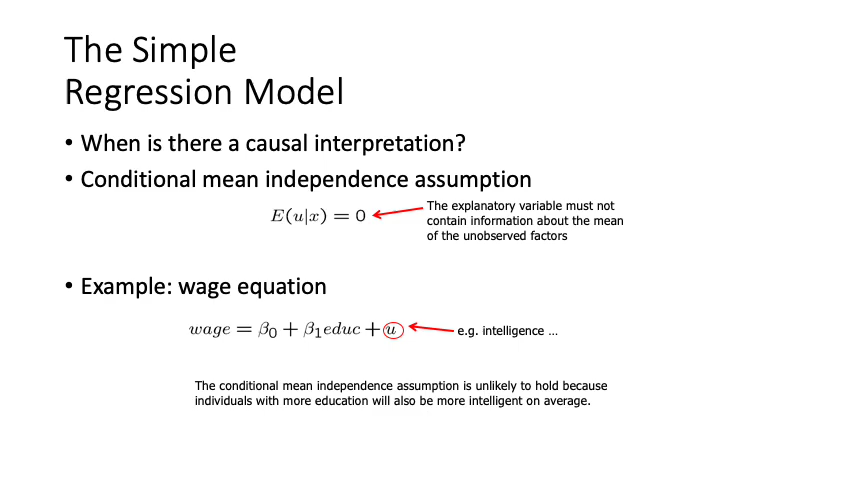 The Simple
Regression Model
• When is there a causal interpretation?
• Conditional mean independence assumption
E(u|x) = 0
The explanatory variable must not
contain information about the mean
of the unobserved factors
• Example: wage equation
wage = β₀ + β₁educ + u
e.g. intelligence …
The conditional mean independence assumption is unlikely to hold because
individuals with more education will also be more intelligent on average.